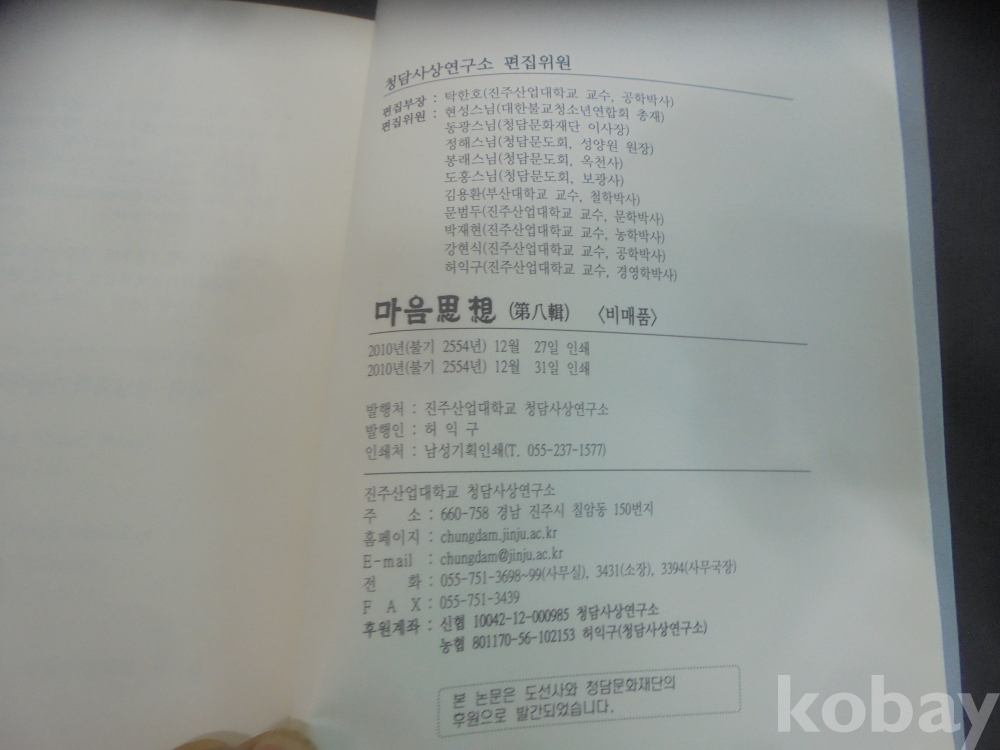 청담사상연구소 편집위원
편집부장 : 탁한호(진주산업대학교 교수, 공학박사)
편집위원 : 현성스님(대한불교청소년연합회 총재)
동광스님(청담문화재단 이사장)
정해스님(청담문도회, 성양원 원장)
봉래스님(청담문도회, 옥천사)
도홍스님(청담문도회, 보광사)
김용환(부산대학교 교수, 철학박사)
문범두(진주산업대학교 교수, 문학박사)
박재현(진주산업대학교 교수, 농학박사)
강현식(진주산업대학교 교수, 공학박사)
허익구(진주산업대학교 교수, 경영학박사)
마음思想 (第八輯) 〈비매품〉
2010년(불기 2554년) 12월 27일 인쇄
2010년(불기 2554년) 12월 31일 인쇄
발행처 : 진주산업대학교 청담사상연구소
발행인 : 허 익 구
인쇄처 : 남성기획인쇄(T. 055-237-1577)
진주산업대학교 청담사상연구소
주 소 : 660-758 경남 진주시 칠암동 150번지
홈페이지 : chungdam.jinju.ac.kr
E-mail : chungdam@jinju.ac.kr
전 화 : 055-751-3698~99(사무실), 3431(소장), 3394(사무국장)
F A X : 055-751-3439
후원계좌 : 신협 10042-12-000985 청담사상연구소
농협 801170-56-102153 허익구(청담사상연구소)
본 논문은 도선사와 청담문화재단의
후원으로 발간되었습니다.
kobay